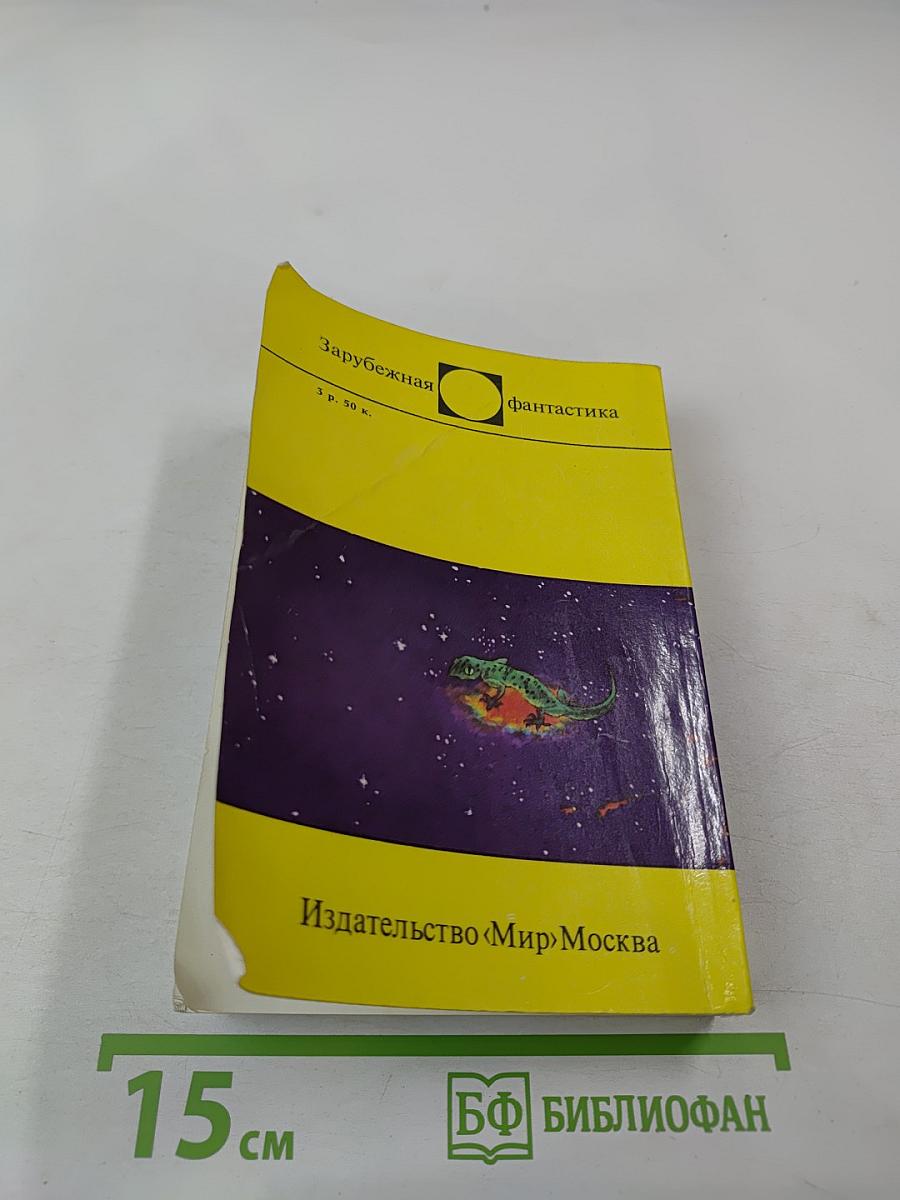 Зарубежная фантастика
3 р. 50 к.
Издательство ‹Мир› Москва
15 см
БФ БИБЛИОФАН